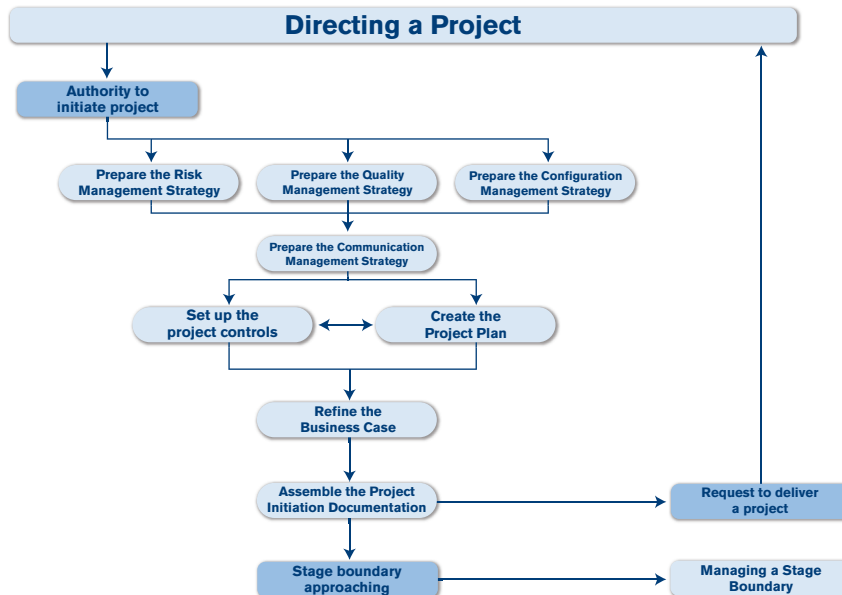 Directing a Project
Authority to
initiate project
Prepare the Risk
Management Strategy
Prepare the Quality
Management Strategy
Prepare the Configuration
Management Strategy
Prepare the Communication
Management Strategy
Set up the
project controls
Create the
Project Plan
Refine the
Business Case
Assemble the Project
Initiation Documentation
Request to deliver
a project
Stage boundary
approaching
Managing a Stage
Boundary